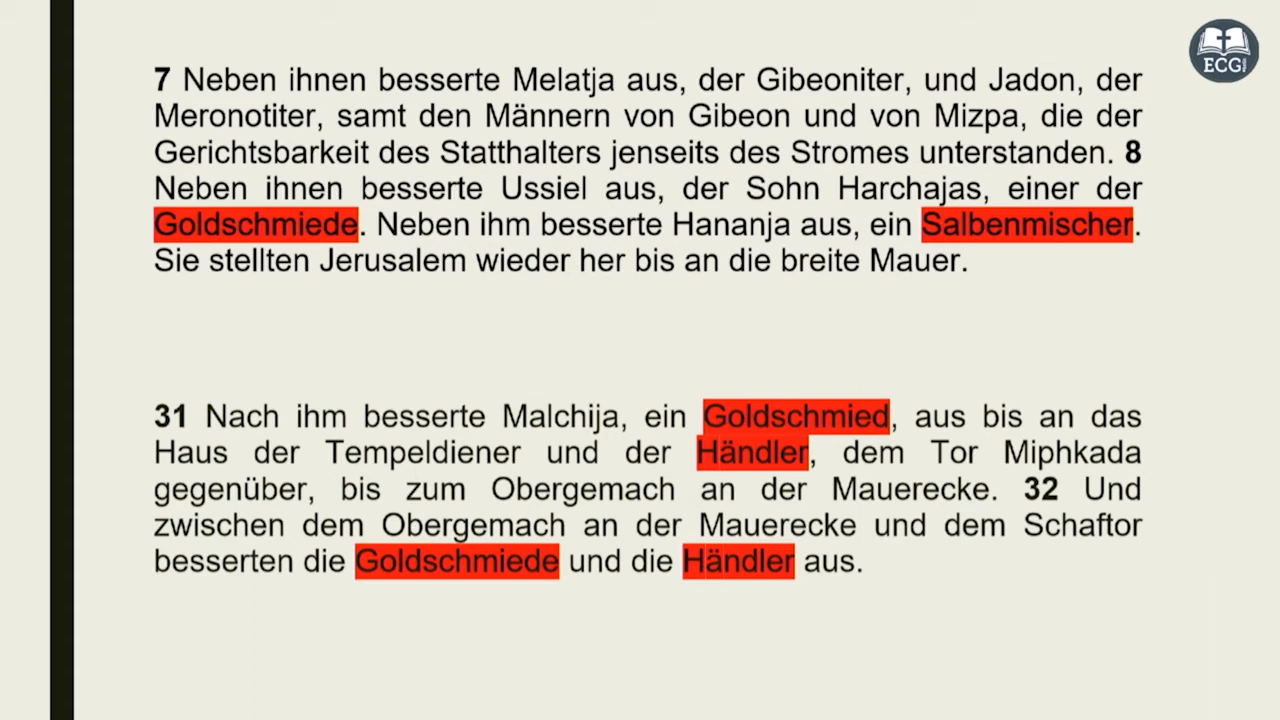 ECG
7 Neben ihnen besserte Melatja aus, der Gibeoniter, und Jadon, der
Meronotiter, samt den Männern von Gibeon und von Mizpa, die der
Gerichtsbarkeit des Statthalters jenseits des Stromes unterstanden. 8
Neben ihnen besserte Ussiel aus, der Sohn Harchajas, einer der
Goldschmiede. Neben ihm besserte Hananja aus, ein Salbenmischer.
Sie stellten Jerusalem wieder her bis an die breite Mauer.
31 Nach ihm besserte Malchija, ein Goldschmied, aus bis an das
Haus der Tempeldiener und der Händler, dem Tor Miphkada
gegenüber, bis zum Obergemach an der Mauerecke. 32 Und
zwischen dem Obergemach an der Mauerecke und dem Schaftor
besserten die Goldschmiede und die Händler aus.